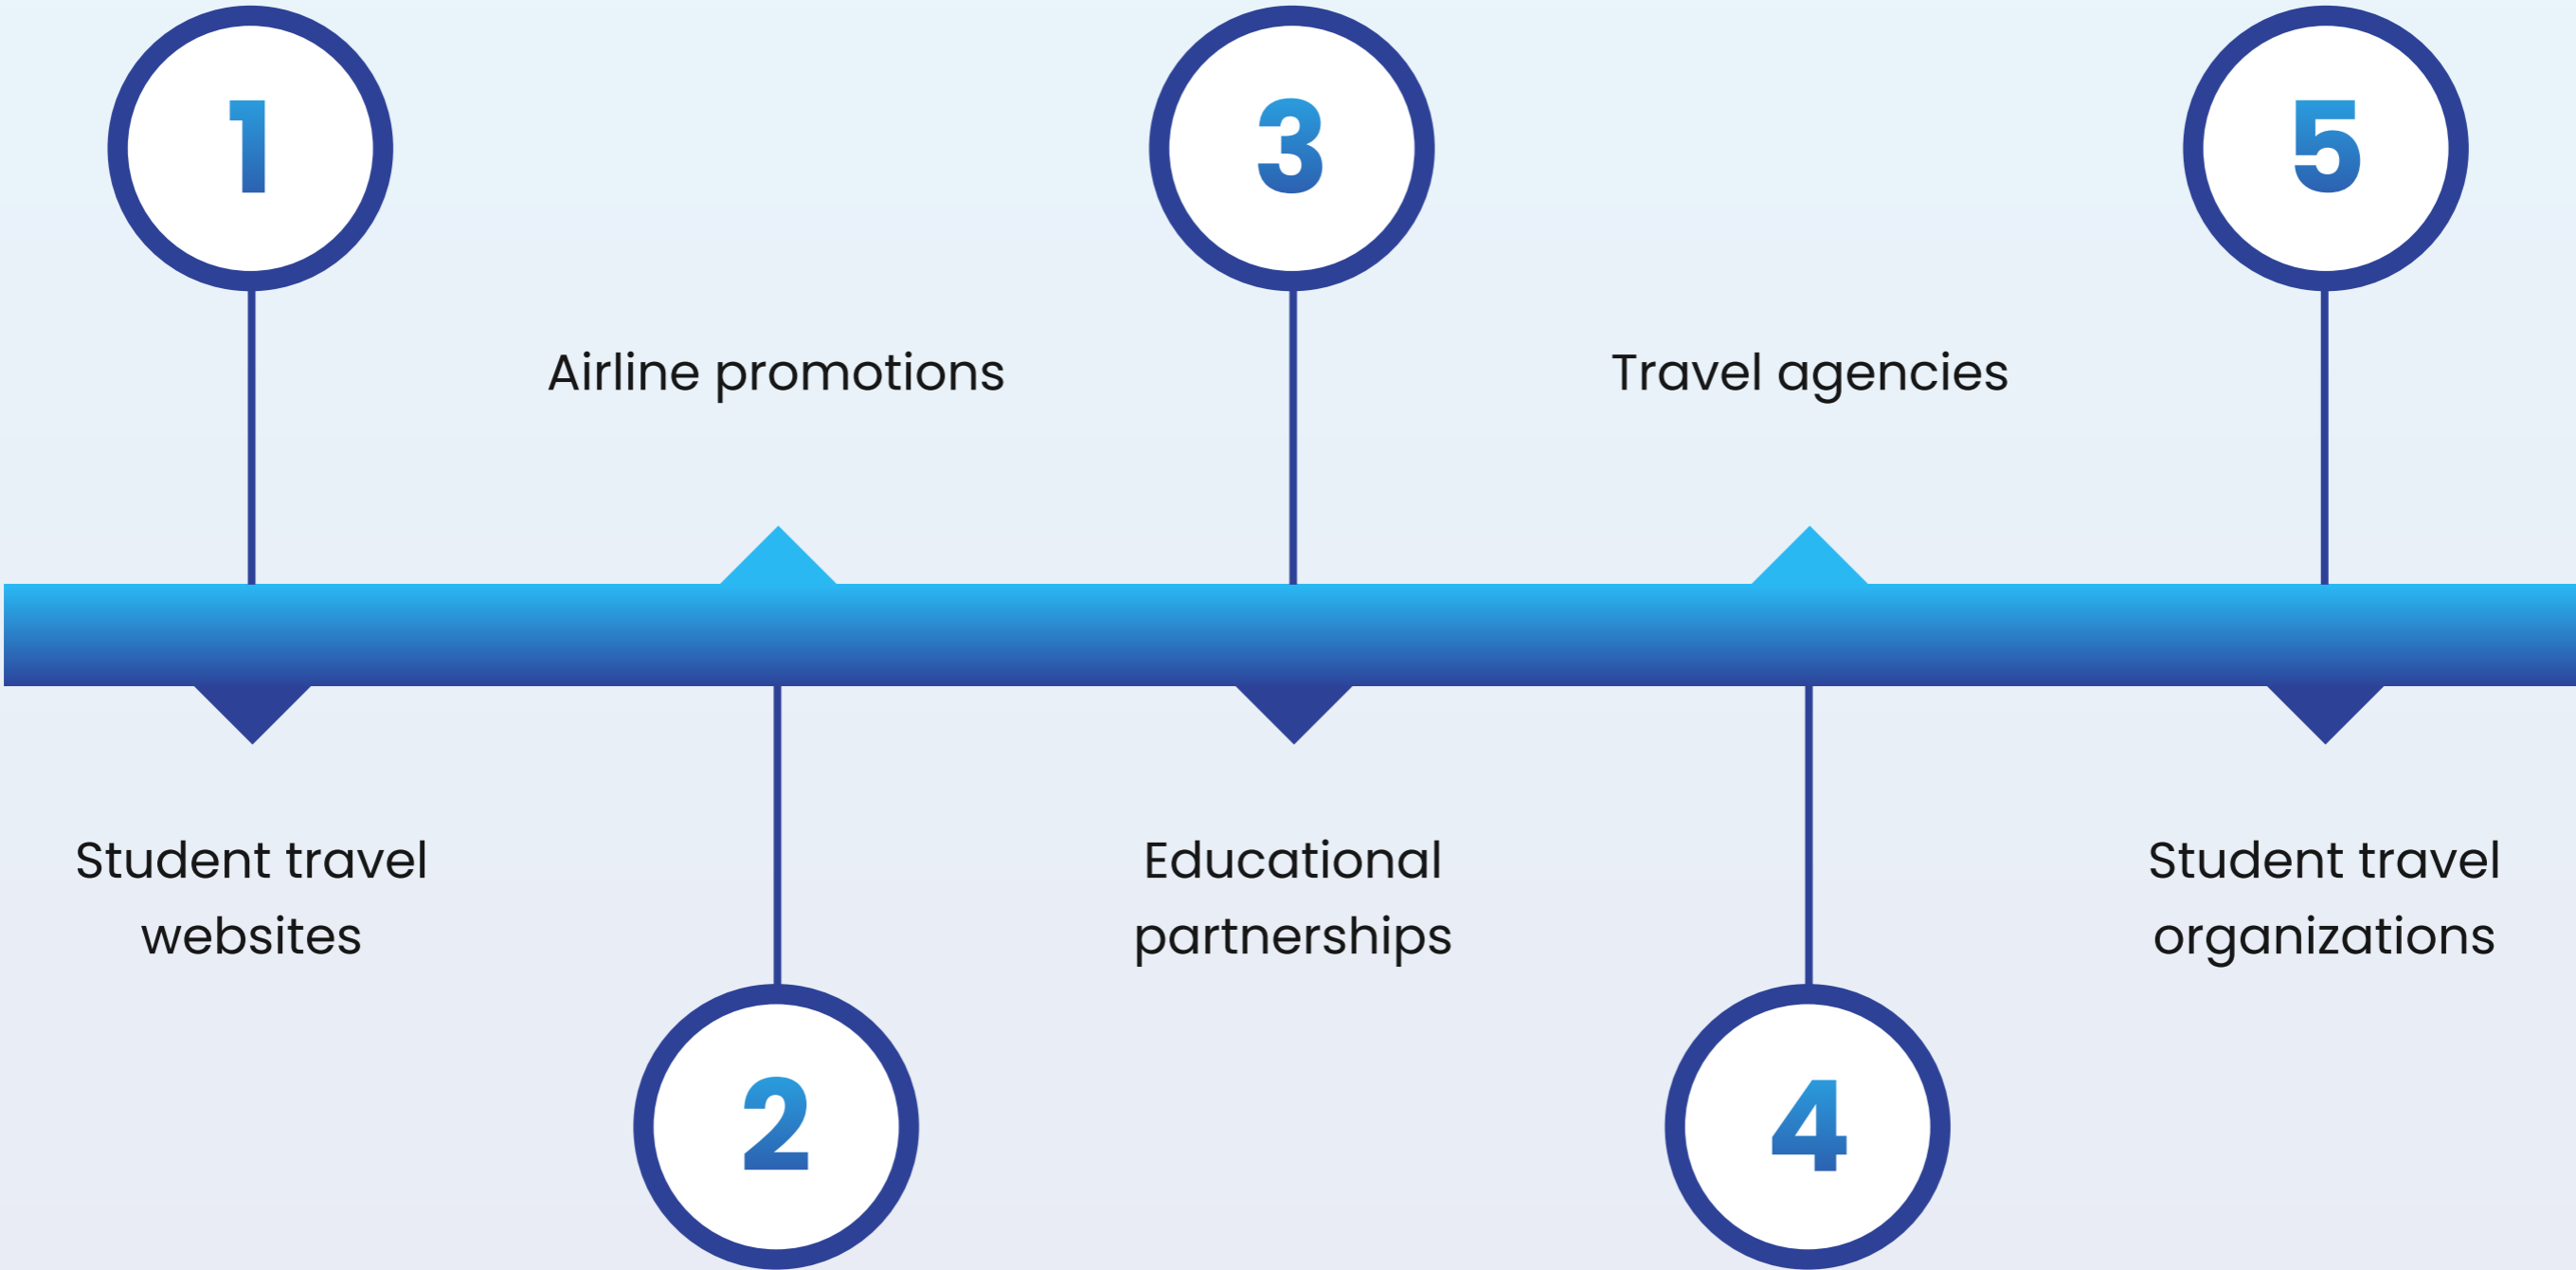 1
Student travel
websites
2
Airline promotions
3
Educational
partnerships
4
Travel agencies
5
Student travel
organizations